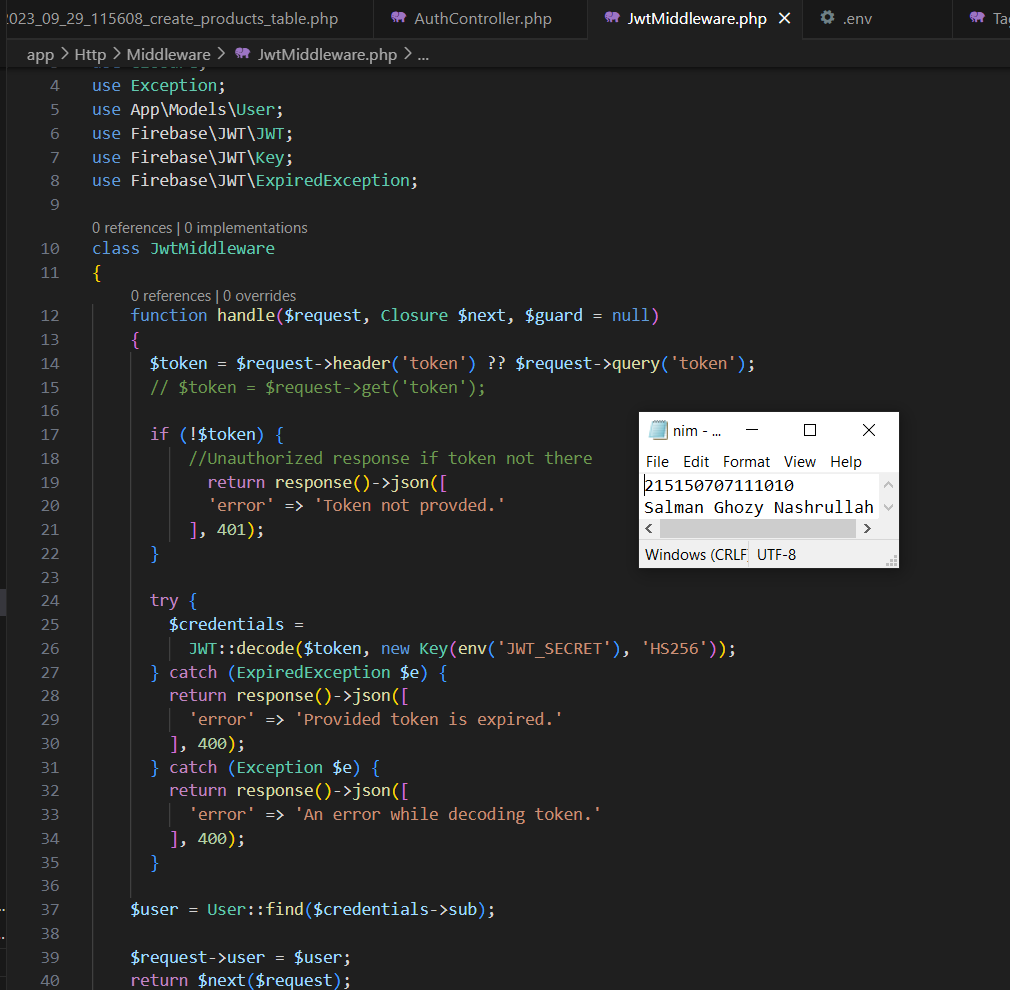 2023_09_29_115608_create_products_table.php AuthController.php JwtMiddleware.php .env
app > Http > Middleware > JwtMiddleware.php > ...
4 use Exception;
5 use App\Models\User;
6 use Firebase\JWT\JWT;
7 use Firebase\JWT\Key;
8 use Firebase\JWT\ExpiredException;
9
0 references | 0 implementations
10 class JwtMiddleware
11 {
0 references | 0 overrides
12 function handle($request, Closure $next, $guard = null)
13 {
14 $token = $request->header('token') ?? $request->query('token');
15 // $token = $request->get('token');
16
17 if (!$token) {
18 //Unauthorized response if token not there
19 return response()->json([
20 'error' => 'Token not provded.'
21 ], 401);
22 }
23
24 try {
25 $credentials =
26 JWT::decode($token, new Key(env('JWT_SECRET'), 'HS256'));
27 } catch (ExpiredException $e) {
28 return response()->json([
29 'error' => 'Provided token is expired.'
30 ], 400);
31 } catch (Exception $e) {
32 return response()->json([
33 'error' => 'An error while decoding token.'
34 ], 400);
35 }
36
37 $user = User::find($credentials->sub);
38
39 $request->user = $user;
40 return $next($request);
nim - ...
File Edit Format View Help
215150707111010
Salman Ghozy Nashrullah
Windows (CRLF UTF-8